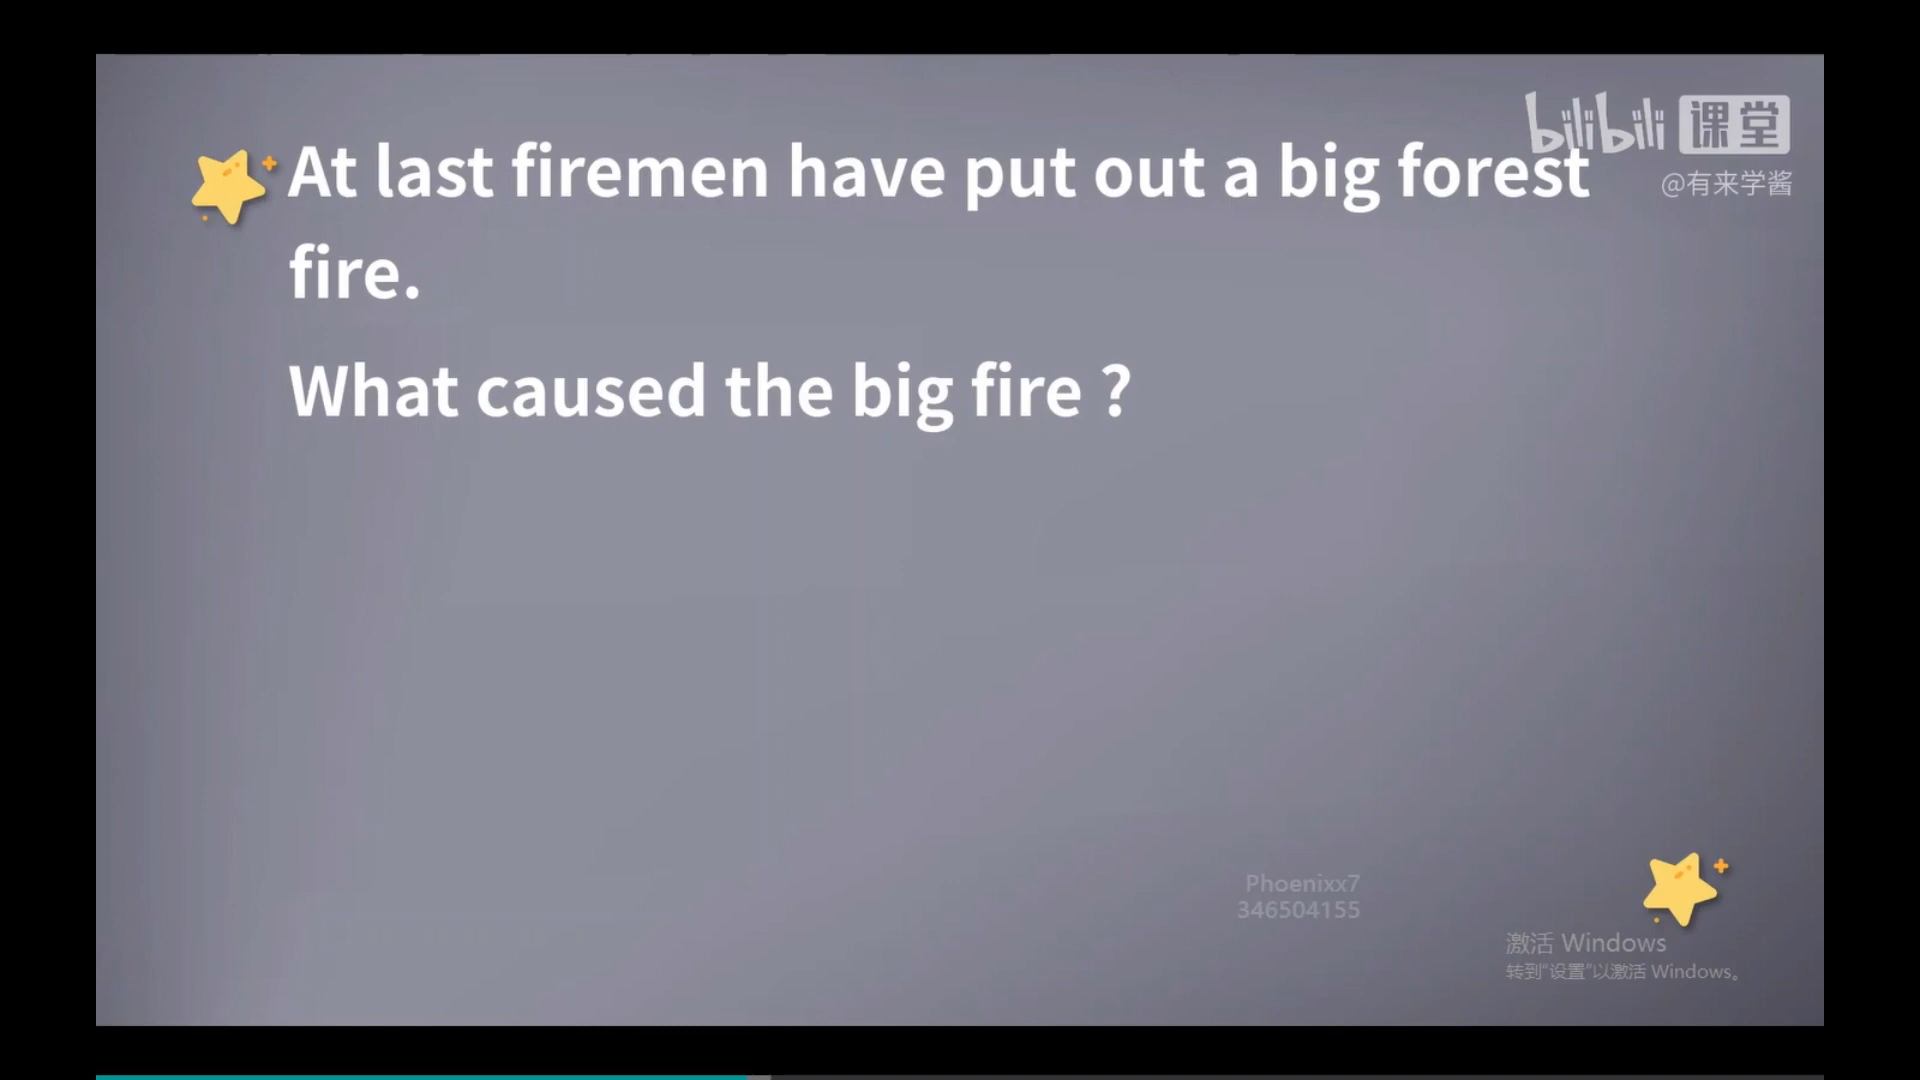 bilibili 课堂
@有来学酱
At last firemen have put out a big forest
fire.
What caused the big fire ?
Phoenixx7
346504155
激活 Windows
转到“设置”以激活 Windows。